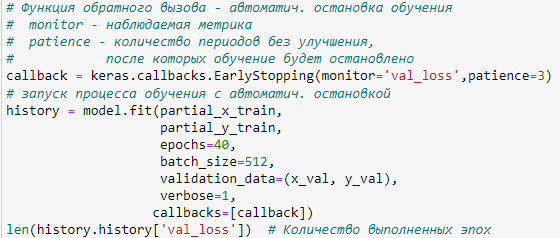 # Функция обратного вызова - автоматич. остановка обучения
#  monitor - наблюдаемая метрика
#  patience - количество периодов без улучшения,
#             после которых обучение будет остановлено
callback = keras.callbacks.EarlyStopping(monitor='val_loss',patience=3)
# запуск процесса обучения с автоматич. остановкой
history = model.fit(partial_x_train,
                    partial_y_train,
                    epochs=40,
                    batch_size=512,
                    validation_data=(x_val, y_val),
                    verbose=1,
                   callbacks=[callback])
len(history.history['val_loss'])  # Количество выполненных эпох